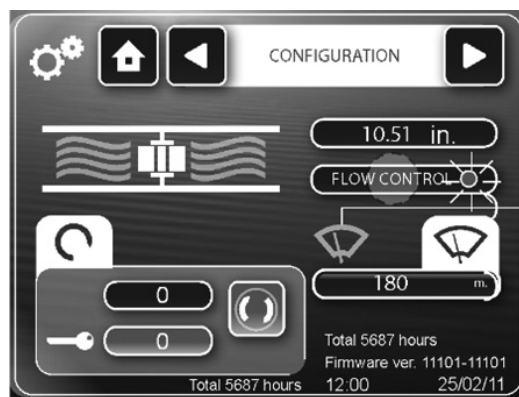 CONFIGURATION
10.51 in.
FLOW CONTROL
180 m.
0
0
Total 5687 hours
Firmware ver. 11101-11101
Total 5687 hours 12:00 25/02/11